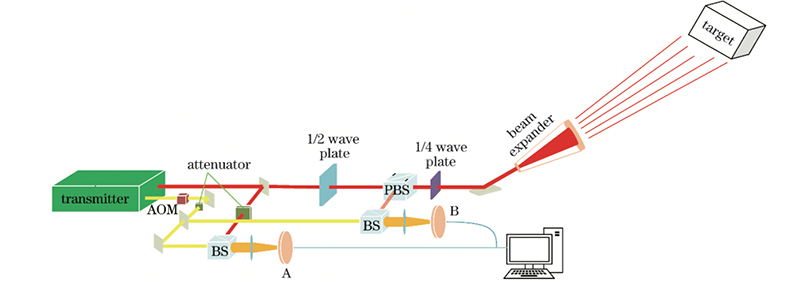 target
beam
expander
1/2 wave
plate
1/4 wave
plate
attenuator
PBS
transmitter
AOM
B
BS
BS
A